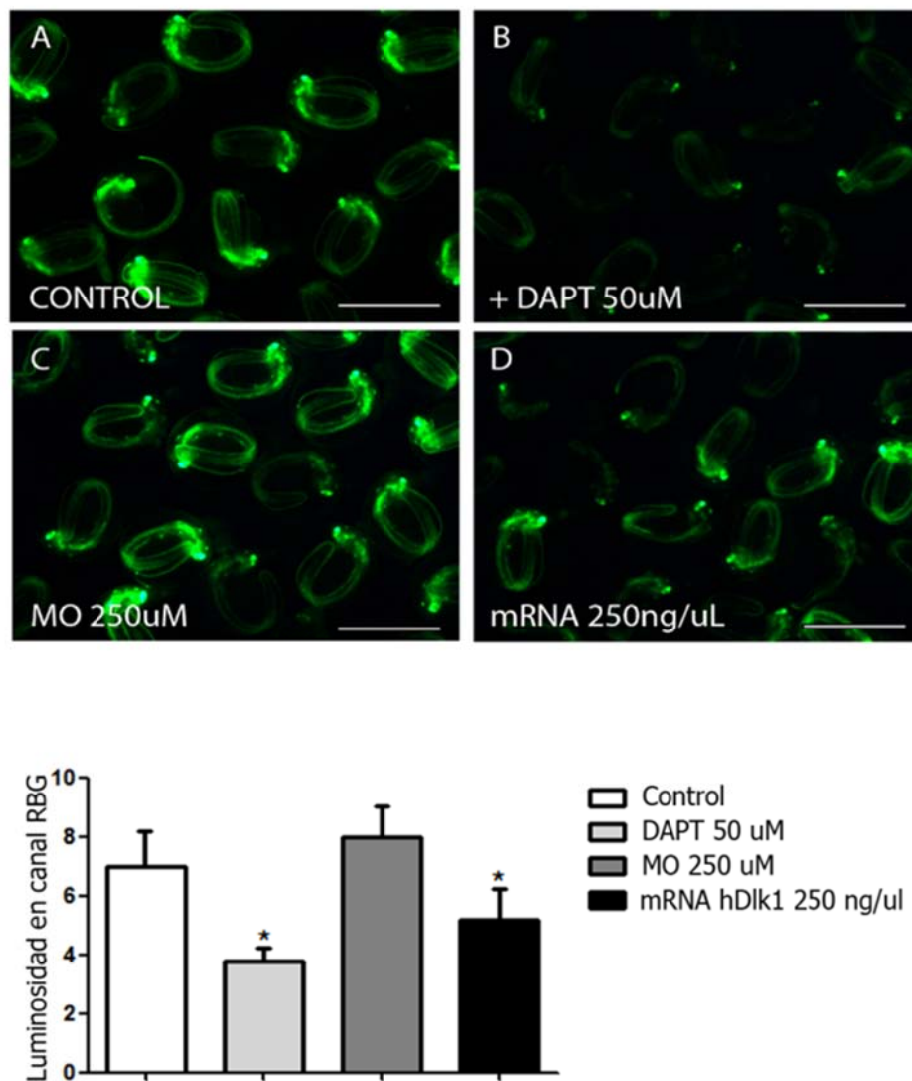 A
CONTROL
B
+ DAPT 50uM
C
MO 250uM
D
mRNA 250ng/uL
Luminosidad en canal RBG
10
8
6
4
2
0
*
*
Control
DAPT 50 uM
MO 250 uM
mRNA hDlk1 250 ng/ul